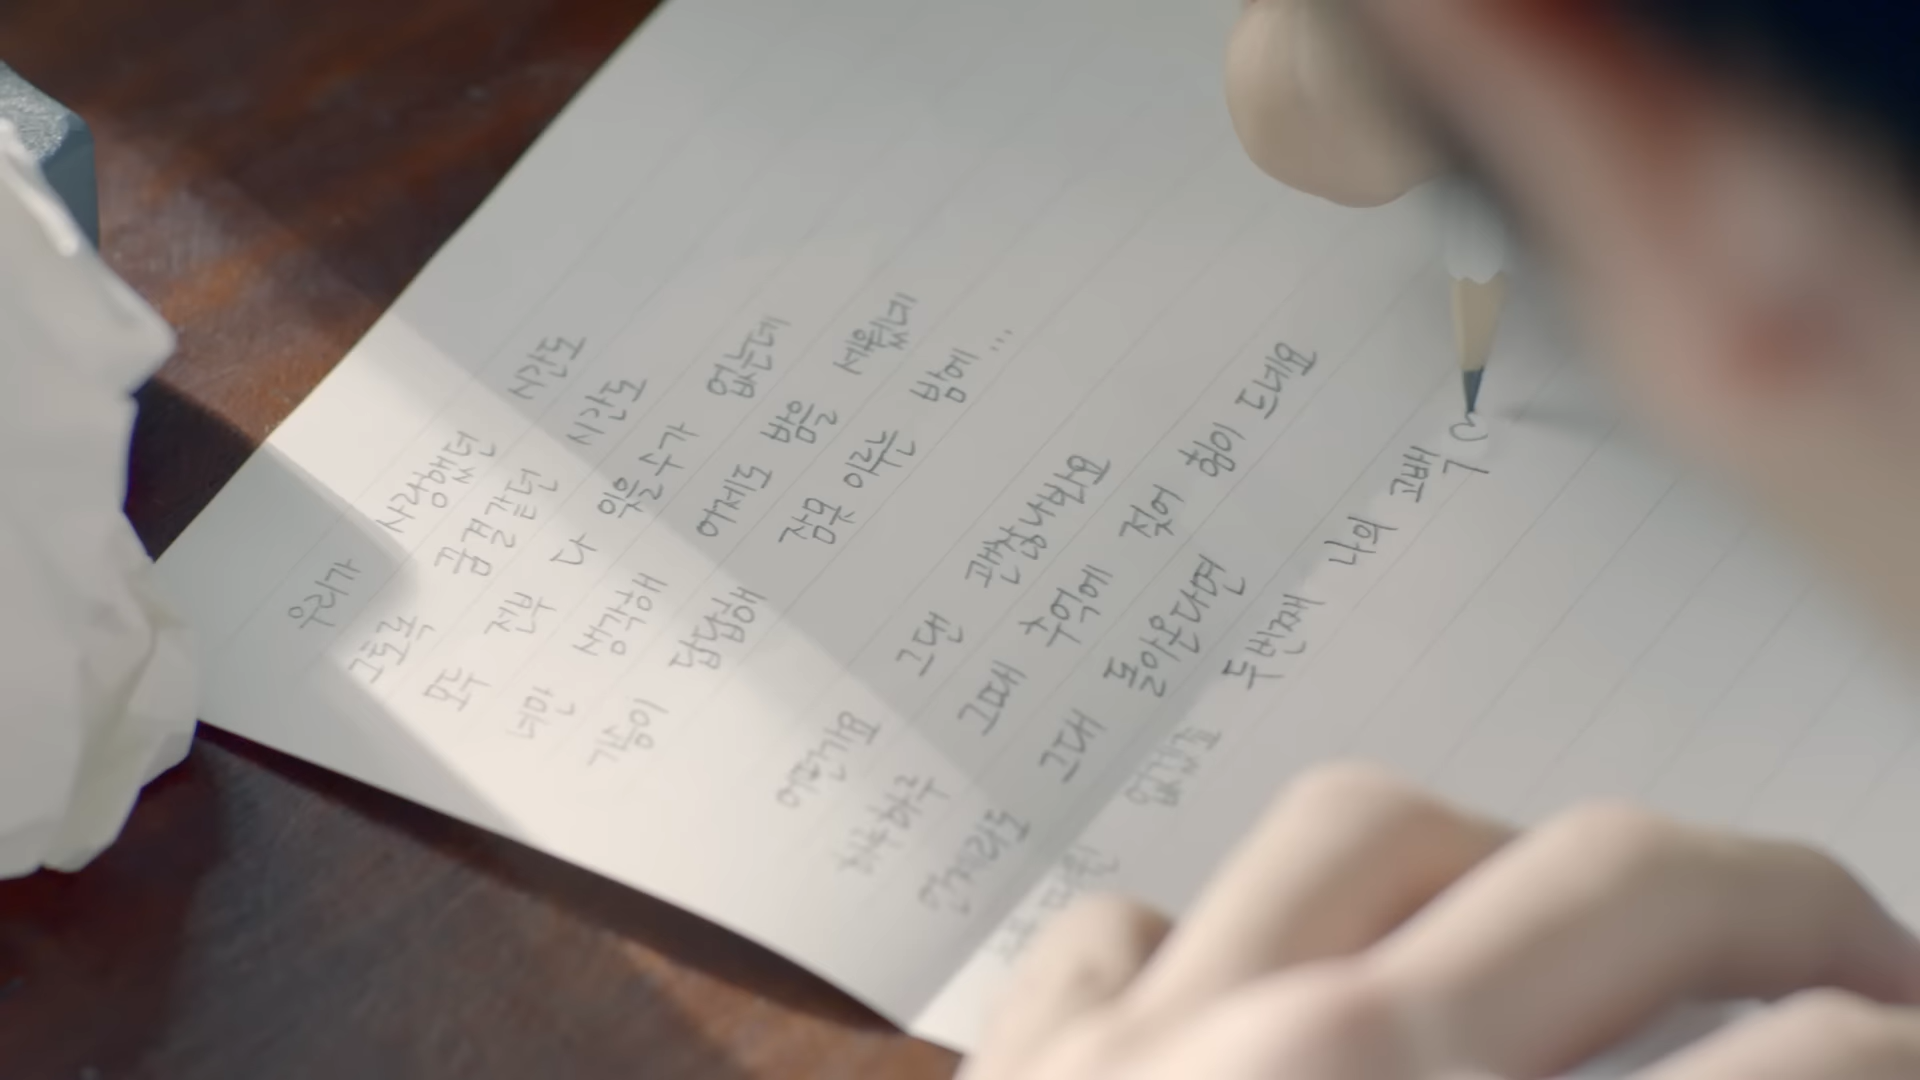 우리가 사랑했던 시간도
그토록 꿈결같던 시간도
모두 전부 다 잊을수가 없는데
너만 생각해 어제도 밤을 세웠네
가슴이 답답해 잠못 이루는 밤에 ...
어떤가요 그댄 괜찮나봐요
하루하루 그때 추억에 젖어 힘이 드네요
언제라도 그대 돌아온다면
없겠죠 두번째 나의 고백